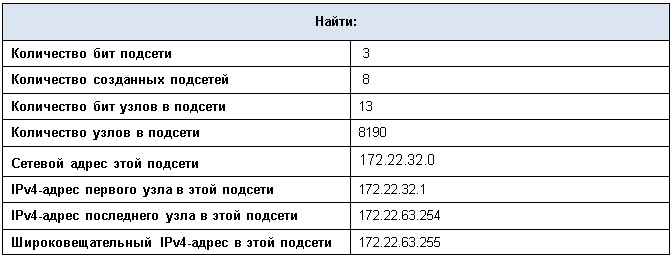 Найти:
Количество бит подсети 3
Количество созданных подсетей 8
Количество бит узлов в подсети 13
Количество узлов в подсети 8190
Сетевой адрес этой подсети 172.22.32.0
IPv4-адрес первого узла в этой подсети 172.22.32.1
IPv4-адрес последнего узла в этой подсети 172.22.63.254
Широковещательный IPv4-адрес в этой подсети 172.22.63.255